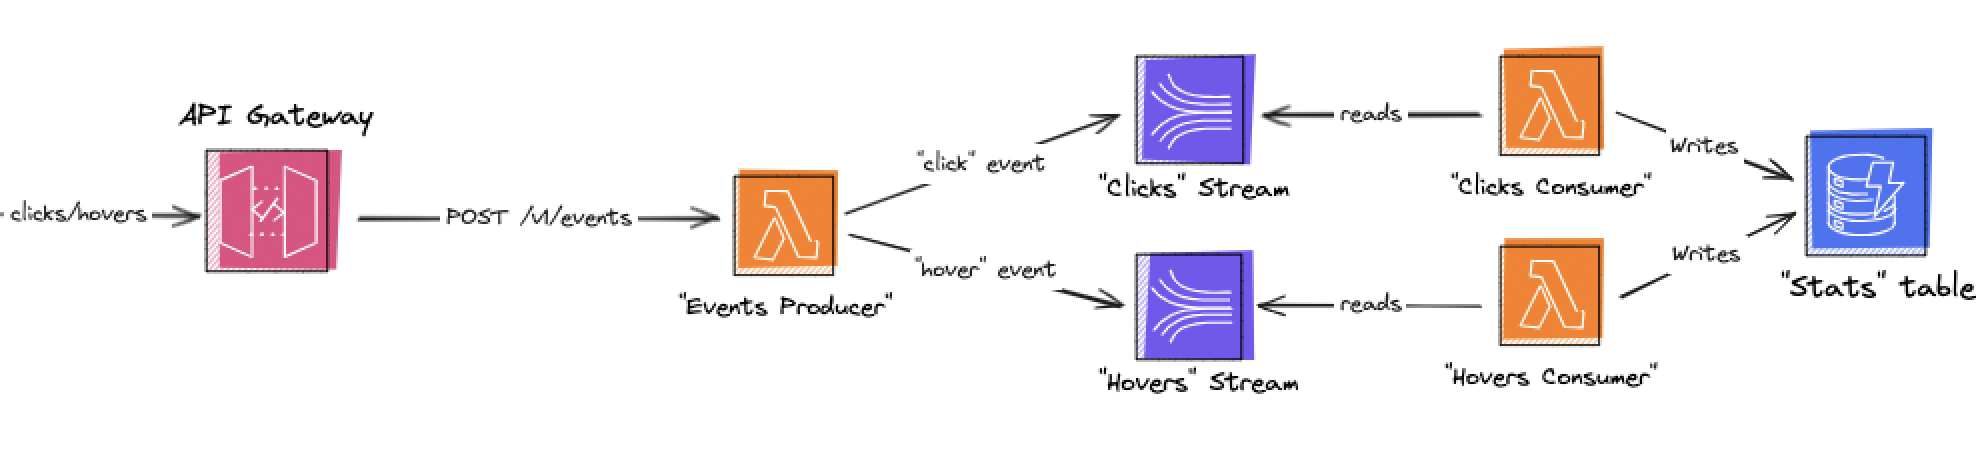 API Gateway
clicks/hovers
POST /v1/events
"Events Producer"
"click" event
"hover" event
"Clicks" Stream
"Hovers" Stream
reads
reads
"Clicks Consumer"
"Hovers Consumer"
Writes
Writes
"Stats" table